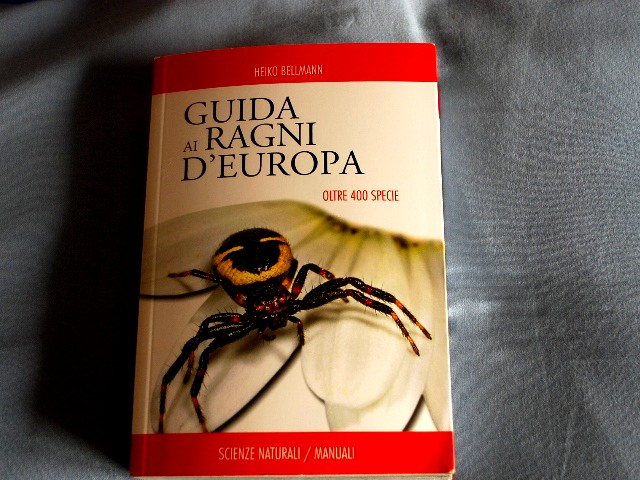 HEIKO BELLMANN
GUIDA
AI RAGNI
D'EUROPA
OLTRE 400 SPECIE
SCIENZE NATURALI / MANUALI